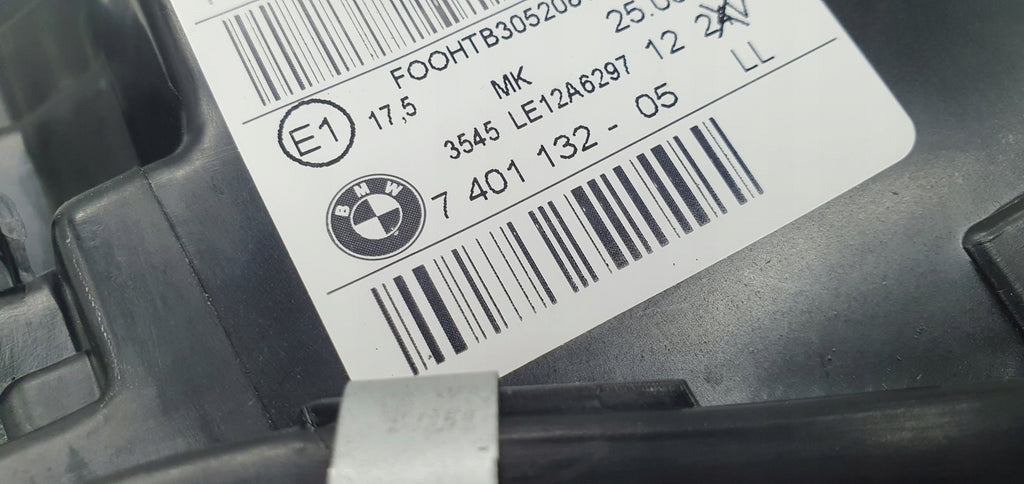 FOOHTB305208
25.0
E1
17,5
MK
3545 LE12A6297 12 2
LL
BMW
7 401 132 - 05